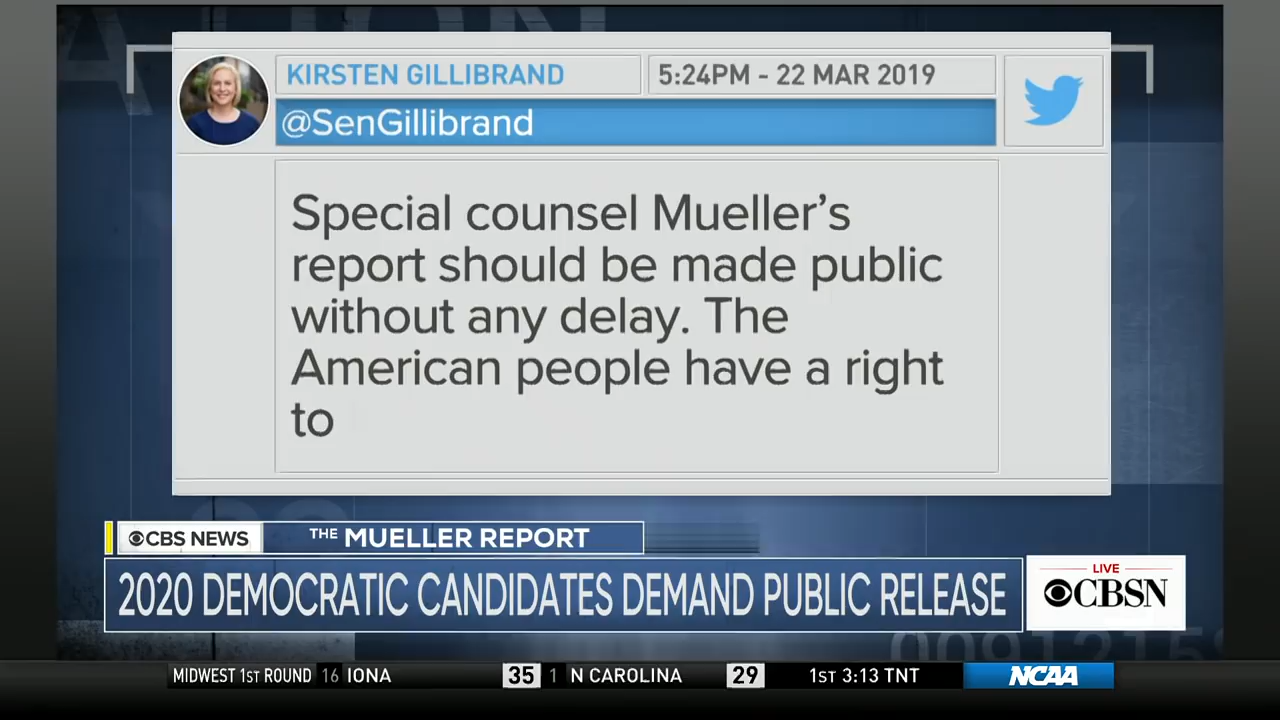 KIRSTEN GILLIBRAND
5:24PM - 22 MAR 2019
@SenGillibrand
Special counsel Mueller’s
report should be made public
without any delay. The
American people have a right
to
CBS NEWS
THE MUELLER REPORT
2020 DEMOCRATIC CANDIDATES DEMAND PUBLIC RELEASE
LIVE
CBSN
MIDWEST 1ST ROUND 16 IONA 35 1 N CAROLINA 29 1ST 3:13 TNT NCAA